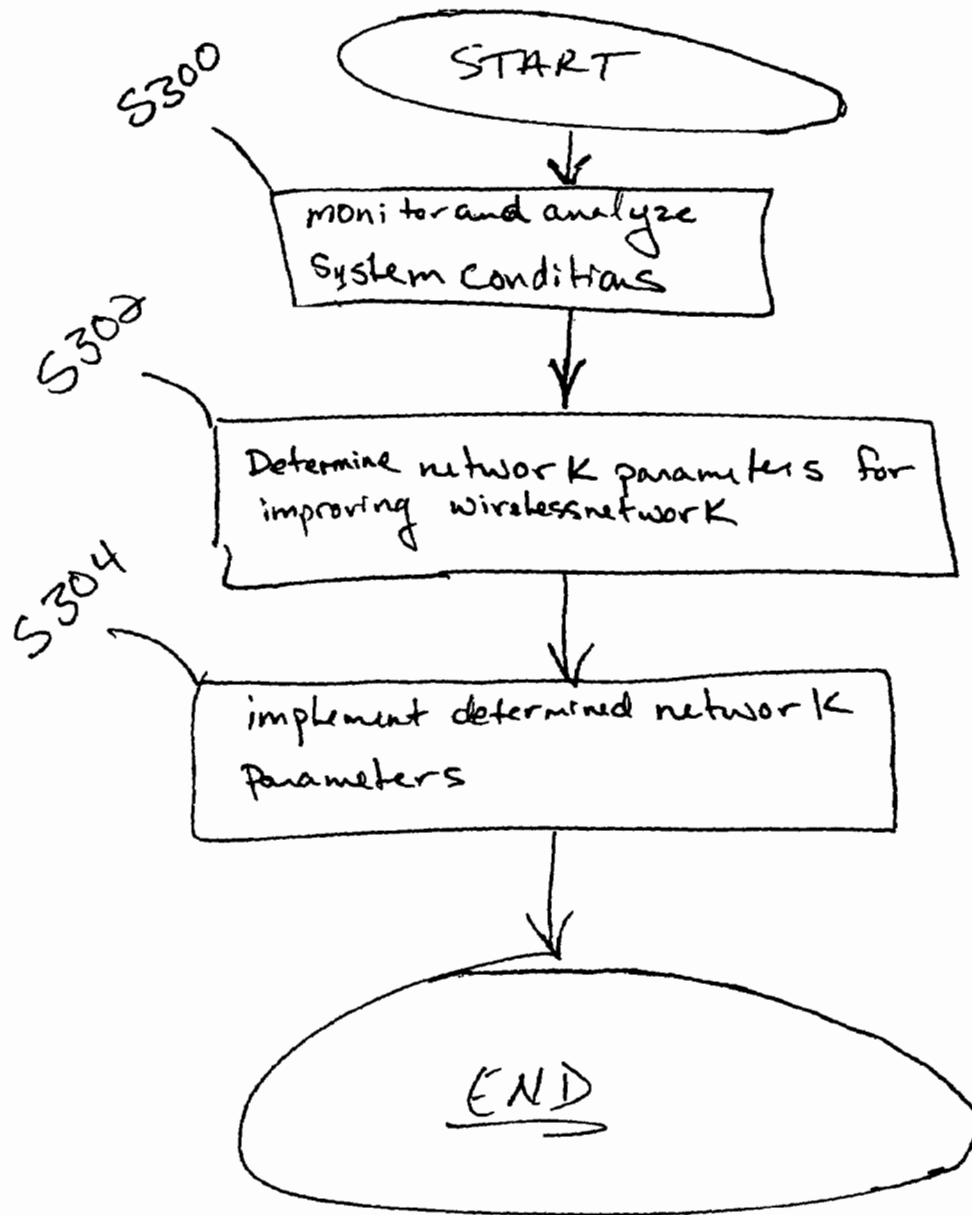 START
S300
monitor and analyze
System Conditions
S302
Determine network parameters for
improving wirelessnetwork
S304
implement determined network
Parameters
END